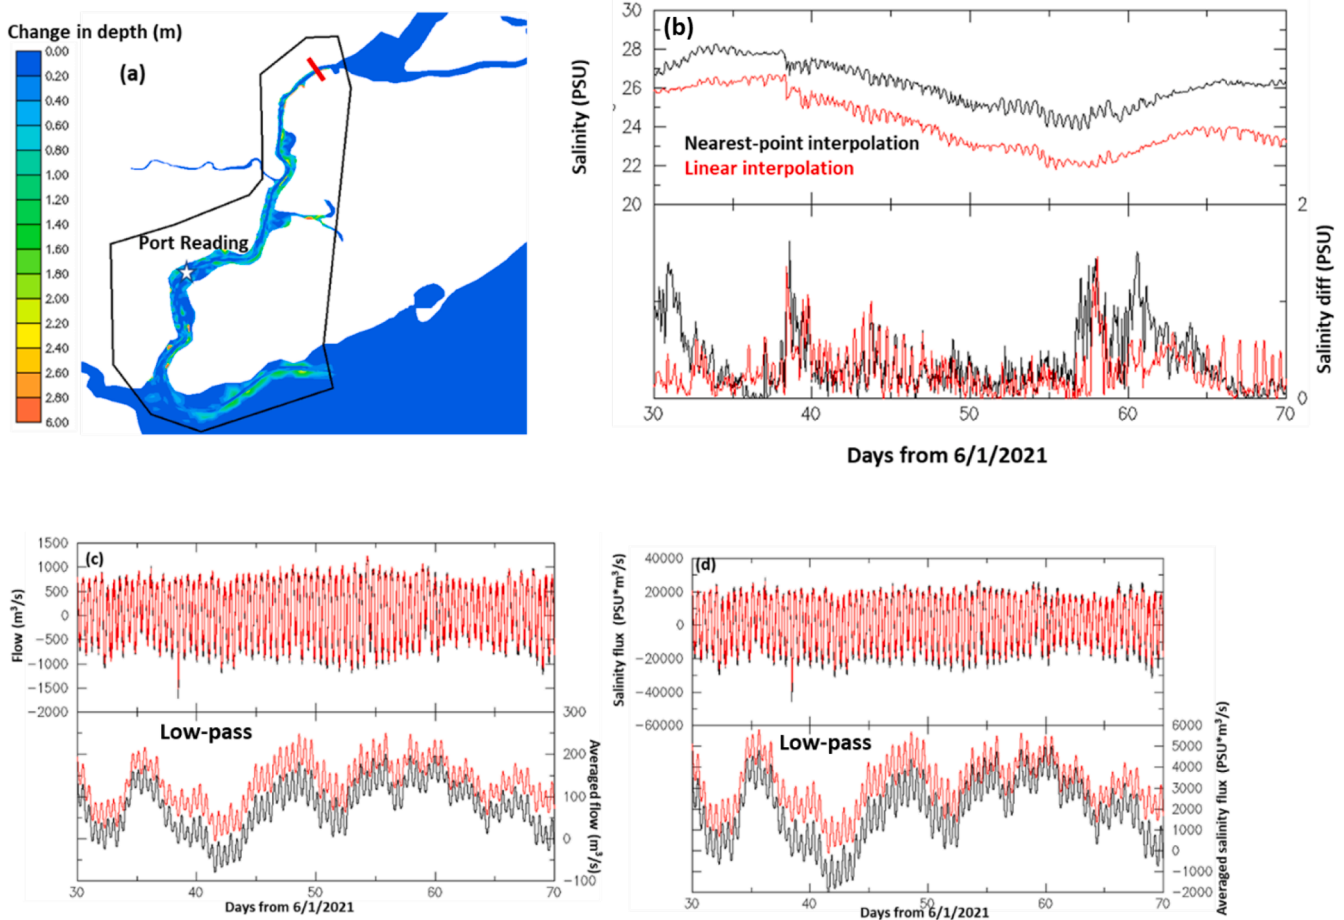 Change in depth (m)
0.00
0.20
0.40
0.60
0.80
1.00
1.20
1.40
1.60
1.80
2.00
2.20
2.40
2.60
2.80
6.00
(a)
Port Reading
(b)
Salinity (PSU)
30
28
26
24
22
20
Nearest-point interpolation
Linear interpolation
2
0
Salinity diff (PSU)
30 40 50 60 70
Days from 6/1/2021
(c)
Flow (m³/s)
1500
1000
500
0
−500
−1000
−1500
−2000
Low-pass
300
200
100
0
−100
Averaged flow (m³/s)
30 40 50 60 70
Days from 6/1/2021
(d)
Salinity flux (PSU*m³/s)
40000
20000
0
−20000
−40000
−60000
Low-pass
6000
5000
4000
3000
2000
1000
0
−1000
−2000
Averaged salinity flux (PSU*m³/s)
30 40 50 60 70
Days from 6/1/2021